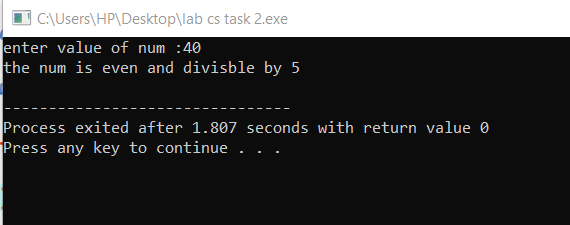 C:\Users\HP\Desktop\lab cs task 2.exe
enter value of num :40
the num is even and divisble by 5
--------------------------------
Process exited after 1.807 seconds with return value 0
Press any key to continue . . .